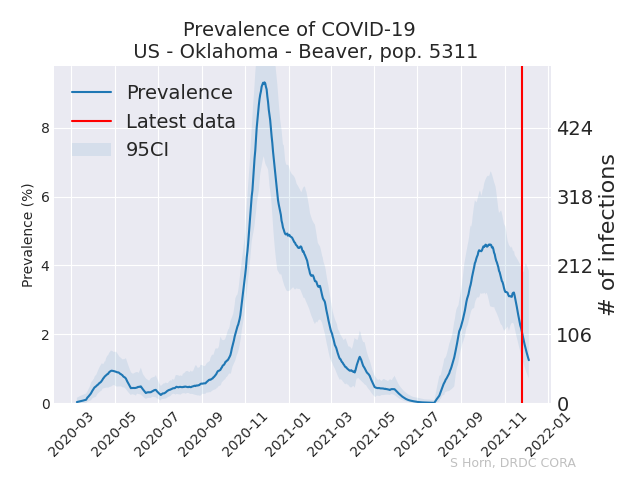 Prevalence of COVID-19
US - Oklahoma - Beaver, pop. 5311
Prevalence
Latest data
95CI
Prevalence (%)
8
6
4
2
0
424
318
212
106
0
# of infections
2020-03
2020-05
2020-07
2020-09
2020-11
2021-01
2021-03
2021-05
2021-07
2021-09
2021-11
2022-01
S Horn, DRDC CORA